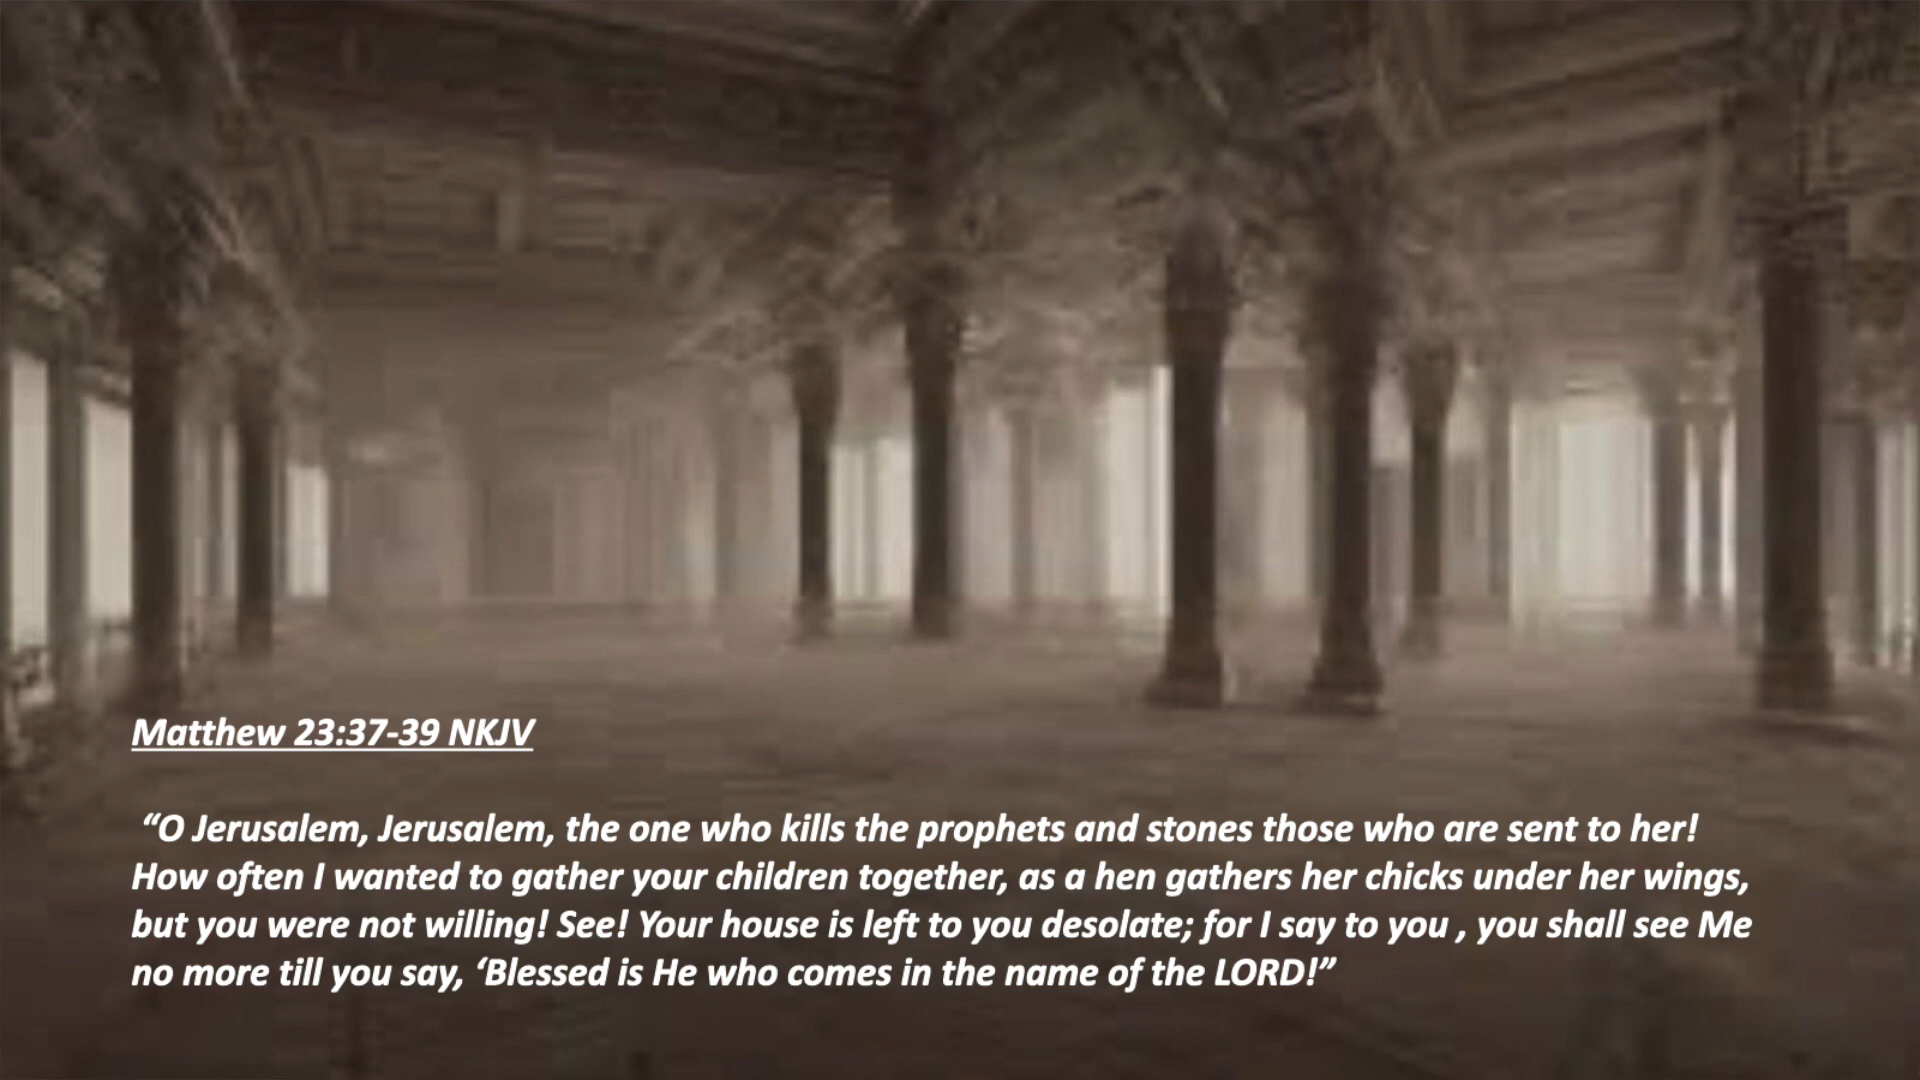 Matthew 23:37-39 NKJV
“O Jerusalem, Jerusalem, the one who kills the prophets and stones those who are sent to her!
How often I wanted to gather your children together, as a hen gathers her chicks under her wings,
but you were not willing! See! Your house is left to you desolate; for I say to you , you shall see Me
no more till you say, ‘Blessed is He who comes in the name of the LORD!”